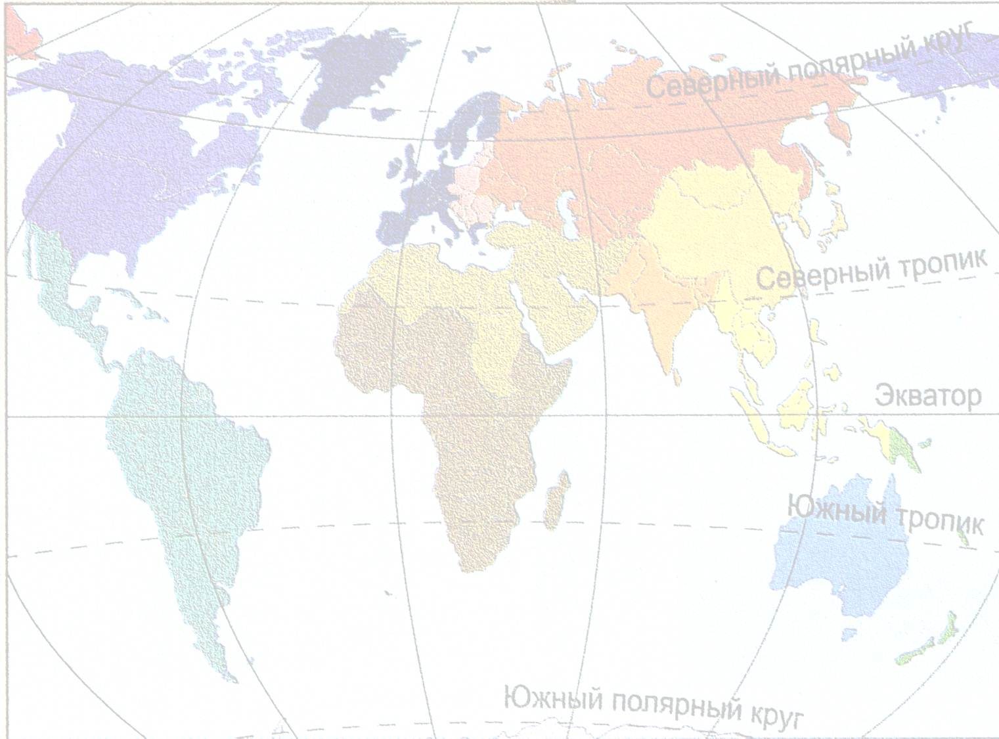 Северный полярный круг
Северный тропик
Экватор
Южный тропик
Южный полярный круг